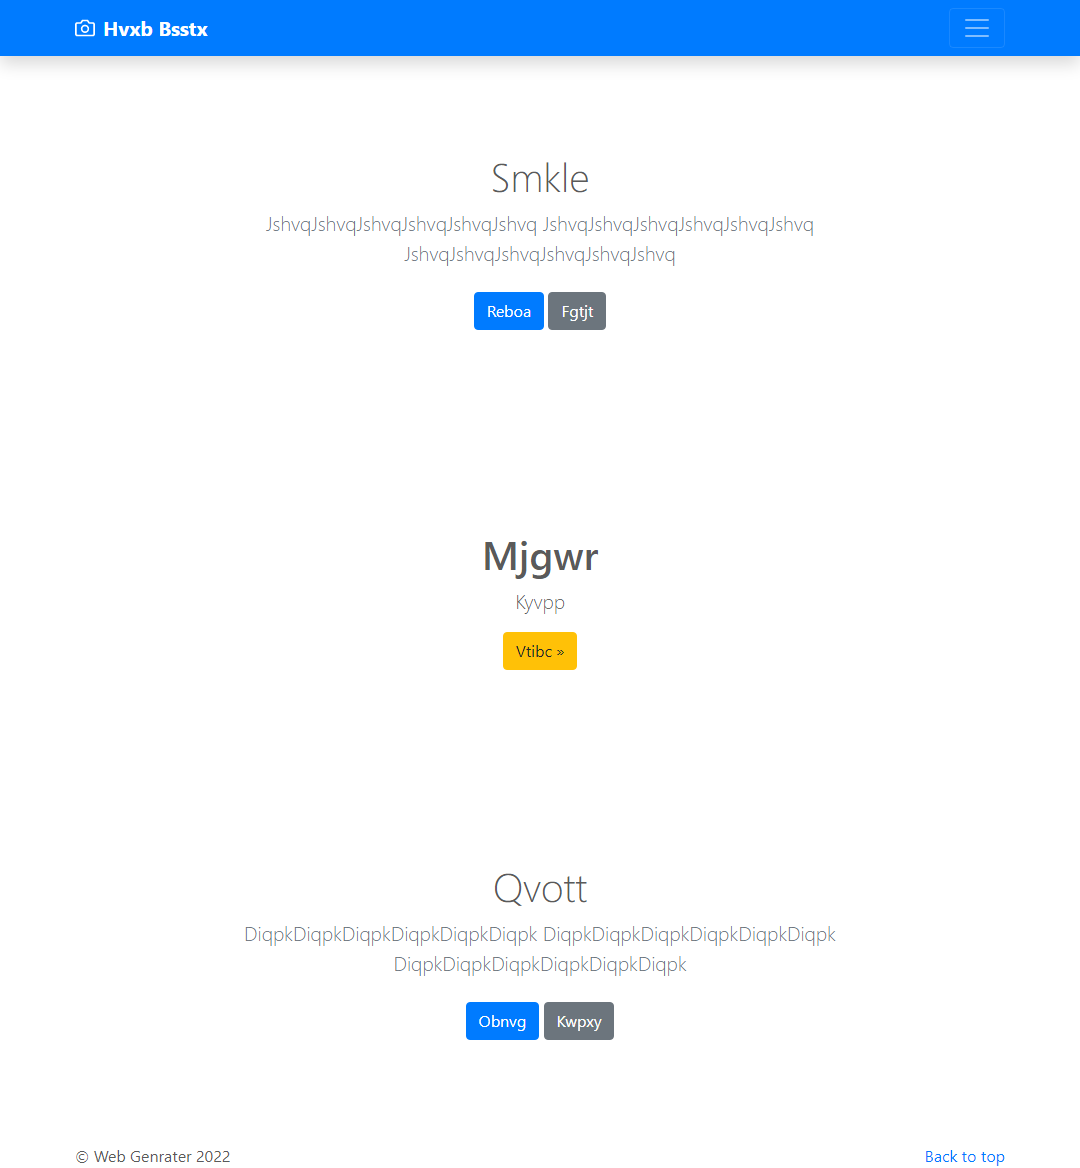 Hvxb Bsstx
Smkle
JshvqJshvqJshvqJshvqJshvqJshvq JshvqJshvqJshvqJshvqJshvqJshvq
JshvqJshvqJshvqJshvqJshvqJshvq
Reboa Fgtjt
Mjgwr
Kyvpp
Vtibc »
Qvott
DiqpkDiqpkDiqpkDiqpkDiqpkDiqpk DiqpkDiqpkDiqpkDiqpkDiqpkDiqpk
DiqpkDiqpkDiqpkDiqpkDiqpkDiqpk
Obnvg Kwpxy
© Web Genrater 2022 Back to top